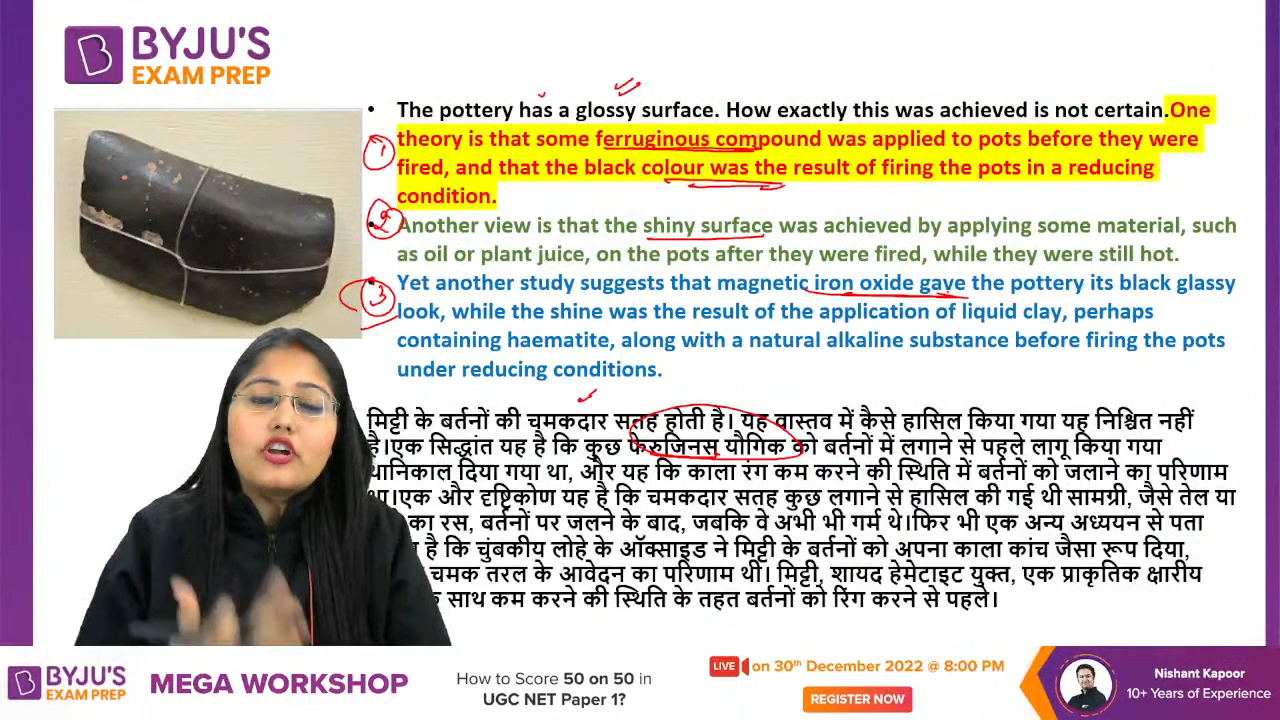 BYJU'S
EXAM PREP
• The pottery has a glossy surface. How exactly this was achieved is not certain.One
theory is that some ferruginous compound was applied to pots before they were
fired, and that the black colour was the result of firing the pots in a reducing
condition.
• Another view is that the shiny surface was achieved by applying some material, such
as oil or plant juice, on the pots after they were fired, while they were still hot.
• Yet another study suggests that magnetic iron oxide gave the pottery its black glassy
look, while the shine was the result of the application of liquid clay, perhaps
containing haematite, along with a natural alkaline substance before firing the pots
under reducing conditions.
1
2
3
मिट्टी के बर्तनों की चमकदार सतह होती है। यह वास्तव में कैसे हासिल किया गया यह निश्चित नहीं
है।एक सिद्धांत यह है कि कुछ फेरुजिनस यौगिक को बर्तनों में लगाने से पहले लागू किया गया
थानिकाल दिया गया था, और यह कि काला रंग कम करने की स्थिति में बर्तनों को जलाने का परिणाम
था।एक और दृष्टिकोण यह है कि चमकदार सतह कुछ लगाने से हासिल की गई थी सामग्री, जैसे तेल या
का रस, बर्तनों पर जलने के बाद, जबकि वे अभी भी गर्म थे।फिर भी एक अन्य अध्ययन से पता
है कि चुंबकीय लोहे के ऑक्साइड ने मिट्टी के बर्तनों को अपना काला कांच जैसा रूप दिया,
चमक तरल के आवेदन का परिणाम थी। मिट्टी, शायद हेमेटाइट युक्त, एक प्राकृतिक क्षारीय
साथ कम करने की स्थिति के तहत बर्तनों को रिंग करने से पहले।
BYJU'S
EXAM PREP
MEGA WORKSHOP
How to Score 50 on 50 in
UGC NET Paper 1?
LIVE on 30th December 2022 @ 8:00 PM
REGISTER NOW
Nishant Kapoor
10+ Years of Experience